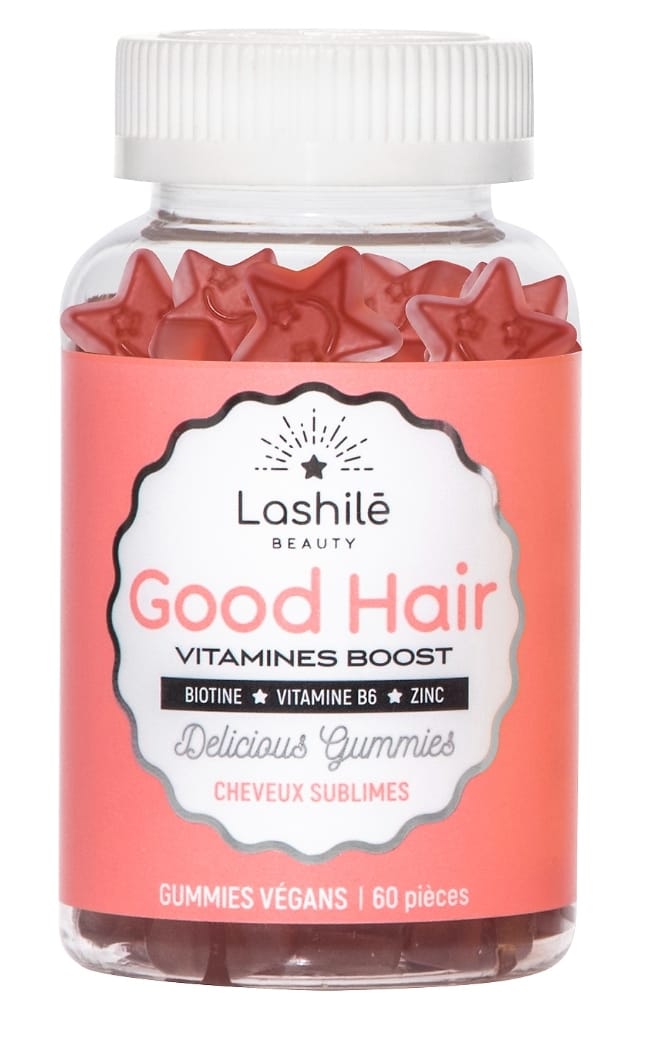 Lashilē
BEAUTY
Good Hair
VITAMINES BOOST
BIOTINE ★ VITAMINE B6 ★ ZINC
Delicious Gummies
CHEVEUX SUBLIMES
GUMMIES VÉGANS | 60 pièces